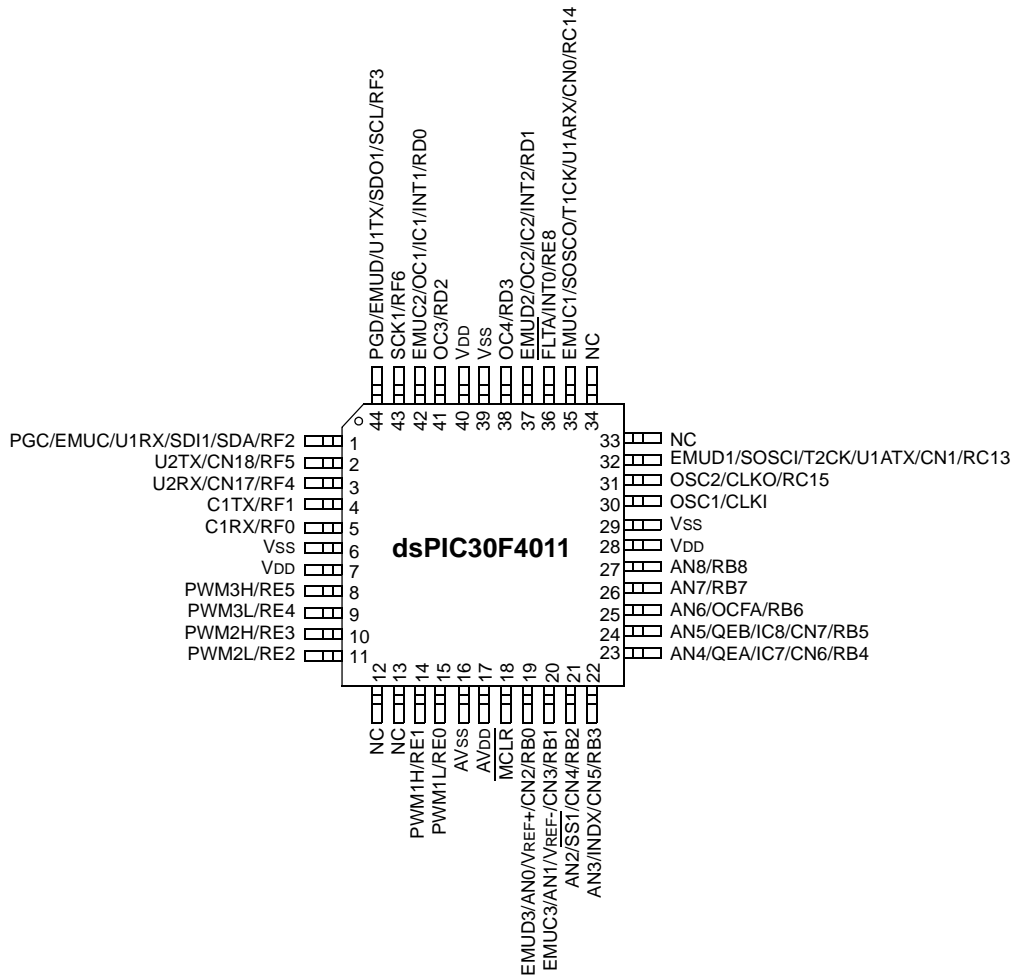 PGD/EMUD/U1TX/SDO1/SCL/RF3
SCK1/RF6
EMUC2/OC1/IC1/INT1/RD0
OC3/RD2
VDD
VSS
OC4/RD3
EMUD2/OC2/IC2/INT2/RD1
FLTA/INT0/RE8
EMUC1/SOSCO/T1CK/U1ARX/CN0/RC14
NC
44 43 42 41 40 39 38 37 36 35 34
PGC/EMUC/U1RX/SDI1/SDA/RF2 1
U2TX/CN18/RF5 2
U2RX/CN17/RF4 3
C1TX/RF1 4
C1RX/RF0 5
VSS 6
VDD 7
PWM3H/RE5 8
PWM3L/RE4 9
PWM2H/RE3 10
PWM2L/RE2 11
dsPIC30F4011
33 NC
32 EMUD1/SOSCI/T2CK/U1ATX/CN1/RC13
31 OSC2/CLKO/RC15
30 OSC1/CLKI
29 VSS
28 VDD
27 AN8/RB8
26 AN7/RB7
25 AN6/OCFA/RB6
24 AN5/QEB/IC8/CN7/RB5
23 AN4/QEA/IC7/CN6/RB4
12 13 14 15 16 17 18 19 20 21 22
NC
NC
PWM1H/RE1
PWM1L/RE0
AVSS
AVDD
MCLR
EMUD3/AN0/VREF+/CN2/RB0
EMUC3/AN1/VREF-/CN3/RB1
AN2/SS1/CN4/RB2
AN3/INDX/CN5/RB3